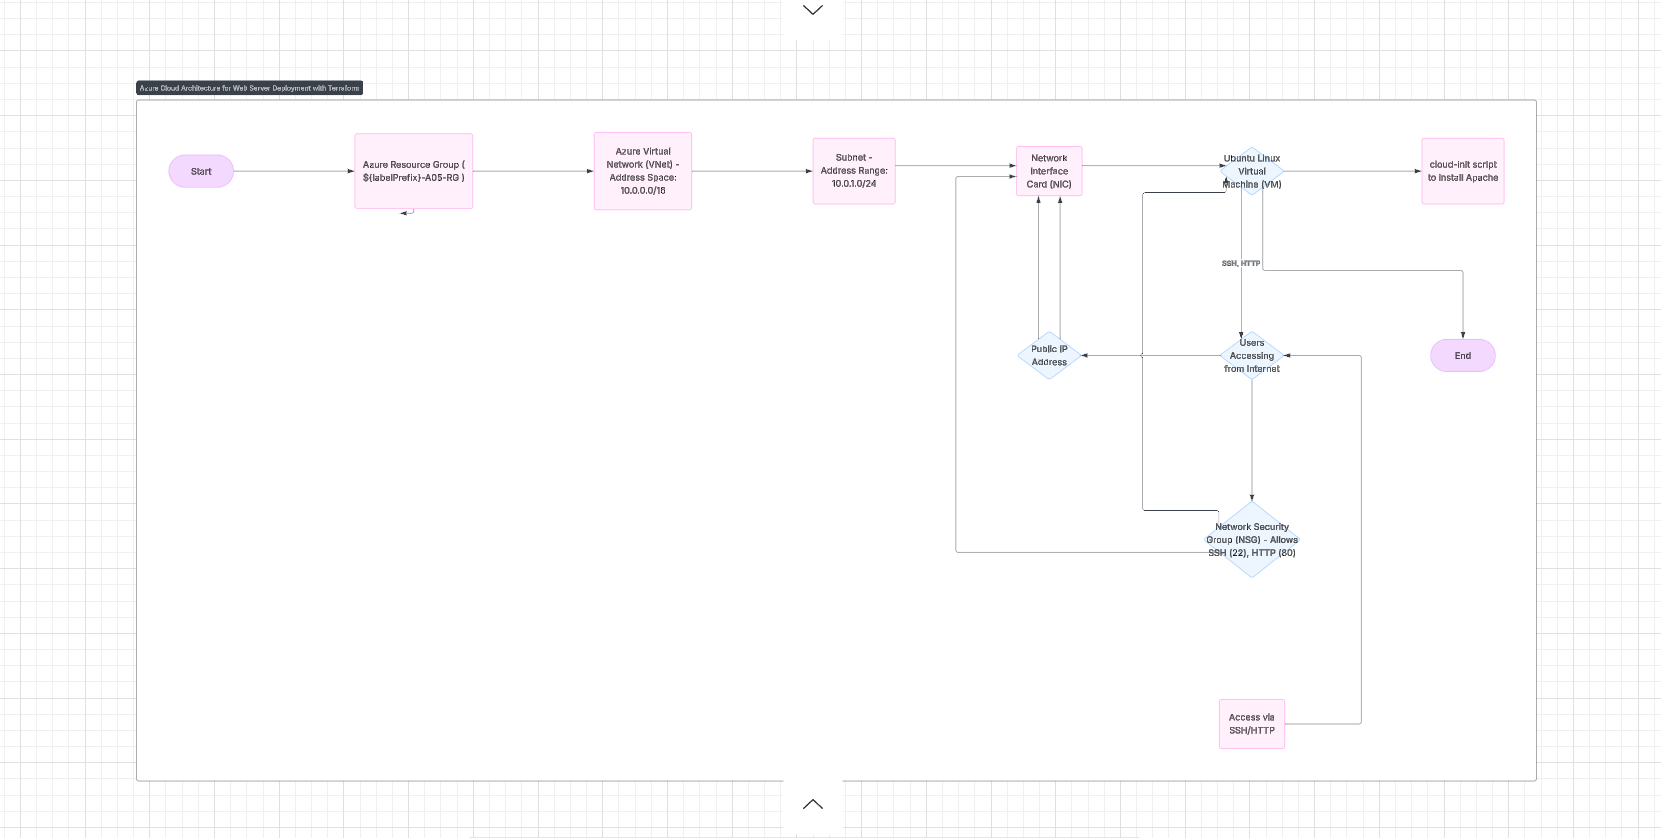 Azure Cloud Architecture for Web Server Deployment with Terraform
Start
Azure Resource Group (
${labelPrefix}-A05-RG )
Azure Virtual
Network (VNet) -
Address Space:
10.0.0.0/16
Subnet -
Address Range:
10.0.1.0/24
Network
Interface
Card (NIC)
Ubuntu Linux
Virtual
Machine (VM)
cloud-init script
to install Apache
SSH, HTTP
Public IP
Address
Users
Accessing
from Internet
End
Network Security
Group (NSG) - Allows
SSH (22), HTTP (80)
Access via
SSH/HTTP